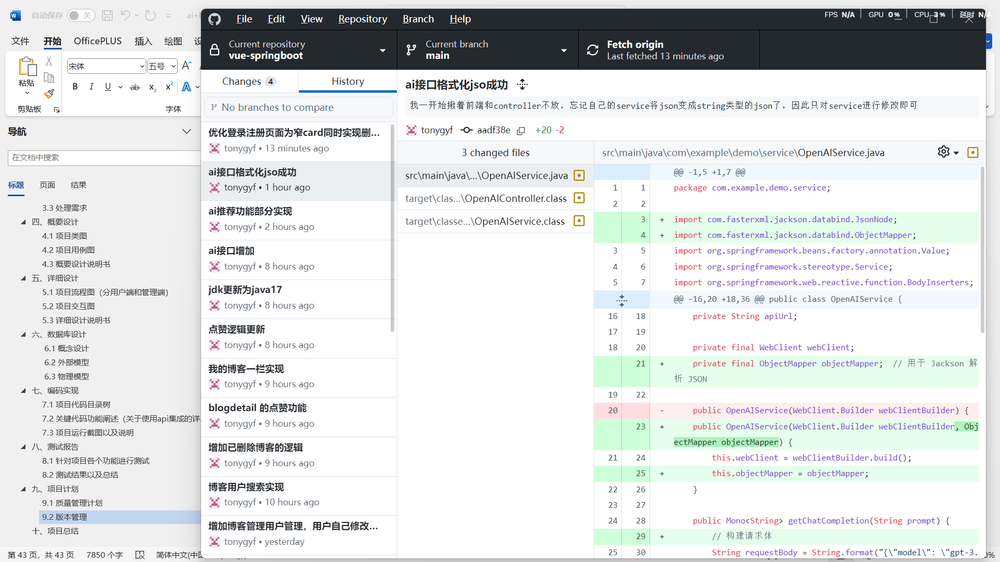 自动保存 关
FPS N/A GPU 0% CPU 3% 延时 N/A
文件 开始 OfficePLUS 插入 绘图
宋体 五号
粘贴
B I U ab x₂ x² A
剪贴板 字体
导航
在文档中搜索
标题 页面 结果
3.3 处理需求
四、概要设计
4.1 项目类图
4.2 项目用例图
4.3 概要设计说明书
五、详细设计
5.1 项目流程图（分用户端和管理端）
5.2 项目交互图
5.3 详细设计说明书
六、数据库设计
6.1 概念设计
6.2 外部模型
6.3 物理模型
七、编码实现
7.1 项目代码目录树
7.2 关键代码功能阐述（关于使用api集成的详...
7.3 项目运行截图以及说明
八、测试报告
8.1 针对项目各个功能进行测试
8.2 测试结果以及总结
九、项目计划
9.1 质量管理计划
9.2 版本管理
十、项目总结
第 43 页，共 43 页 7850 个字 简体中文(中国
File Edit View Repository Branch Help
Current repository
vue-springboot
Current branch
main
Fetch origin
Last fetched 13 minutes ago
Changes 4 History
No branches to compare
优化登录注册页面为窄card同时实现删...
tonygyf • 13 minutes ago
ai接口格式化jso成功
tonygyf • 1 hour ago
ai推荐功能部分实现
tonygyf • 2 hours ago
ai接口增加
tonygyf • 8 hours ago
jdk更新为java17
tonygyf • 8 hours ago
点赞逻辑更新
tonygyf • 8 hours ago
我的博客一栏实现
tonygyf • 9 hours ago
blogdetail 的点赞功能
tonygyf • 9 hours ago
增加已删除博客的逻辑
tonygyf • 9 hours ago
博客用户搜索实现
tonygyf • 10 hours ago
增加博客管理用户管理，用户自己修改...
tonygyf • yesterday
ai接口格式化jso成功
我一开始揪着前端和controller不放，忘记自己的service将json变成string类型的json了，因此只对service进行修改即可
tonygyf aadf38e +20 -2
3 changed files
src\main\java\...\OpenAIService.java
target\clas...\OpenAIController.class
target\classe...\OpenAIService.class
src\main\java\com\example\demo\service\OpenAIService.java
@@ -1,5 +1,7 @@
1 1 package com.example.demo.service;
2 2
3 + import com.fasterxml.jackson.databind.JsonNode;
4 + import com.fasterxml.jackson.databind.ObjectMapper;
3 5 import org.springframework.beans.factory.annotation.Value;
4 6 import org.springframework.stereotype.Service;
5 7 import org.springframework.web.reactive.function.BodyInserters;
@@ -16,20 +18,36 @@ public class OpenAIService {
16 18 private String apiUrl;
17 19
18 20 private final WebClient webClient;
21 + private final ObjectMapper objectMapper; // 用于 Jackson 解
析 JSON
19 22
20 - public OpenAIService(WebClient.Builder webClientBuilder) {
23 + public OpenAIService(WebClient.Builder webClientBuilder, Obj
ectMapper objectMapper) {
21 24 this.webClient = webClientBuilder.build();
25 + this.objectMapper = objectMapper;
22 26 }
23 27
24 28 public Mono<String> getChatCompletion(String prompt) {
29 + // 构建请求体
25 30 String requestBody = String.format("{\"model\": \"gpt-3.